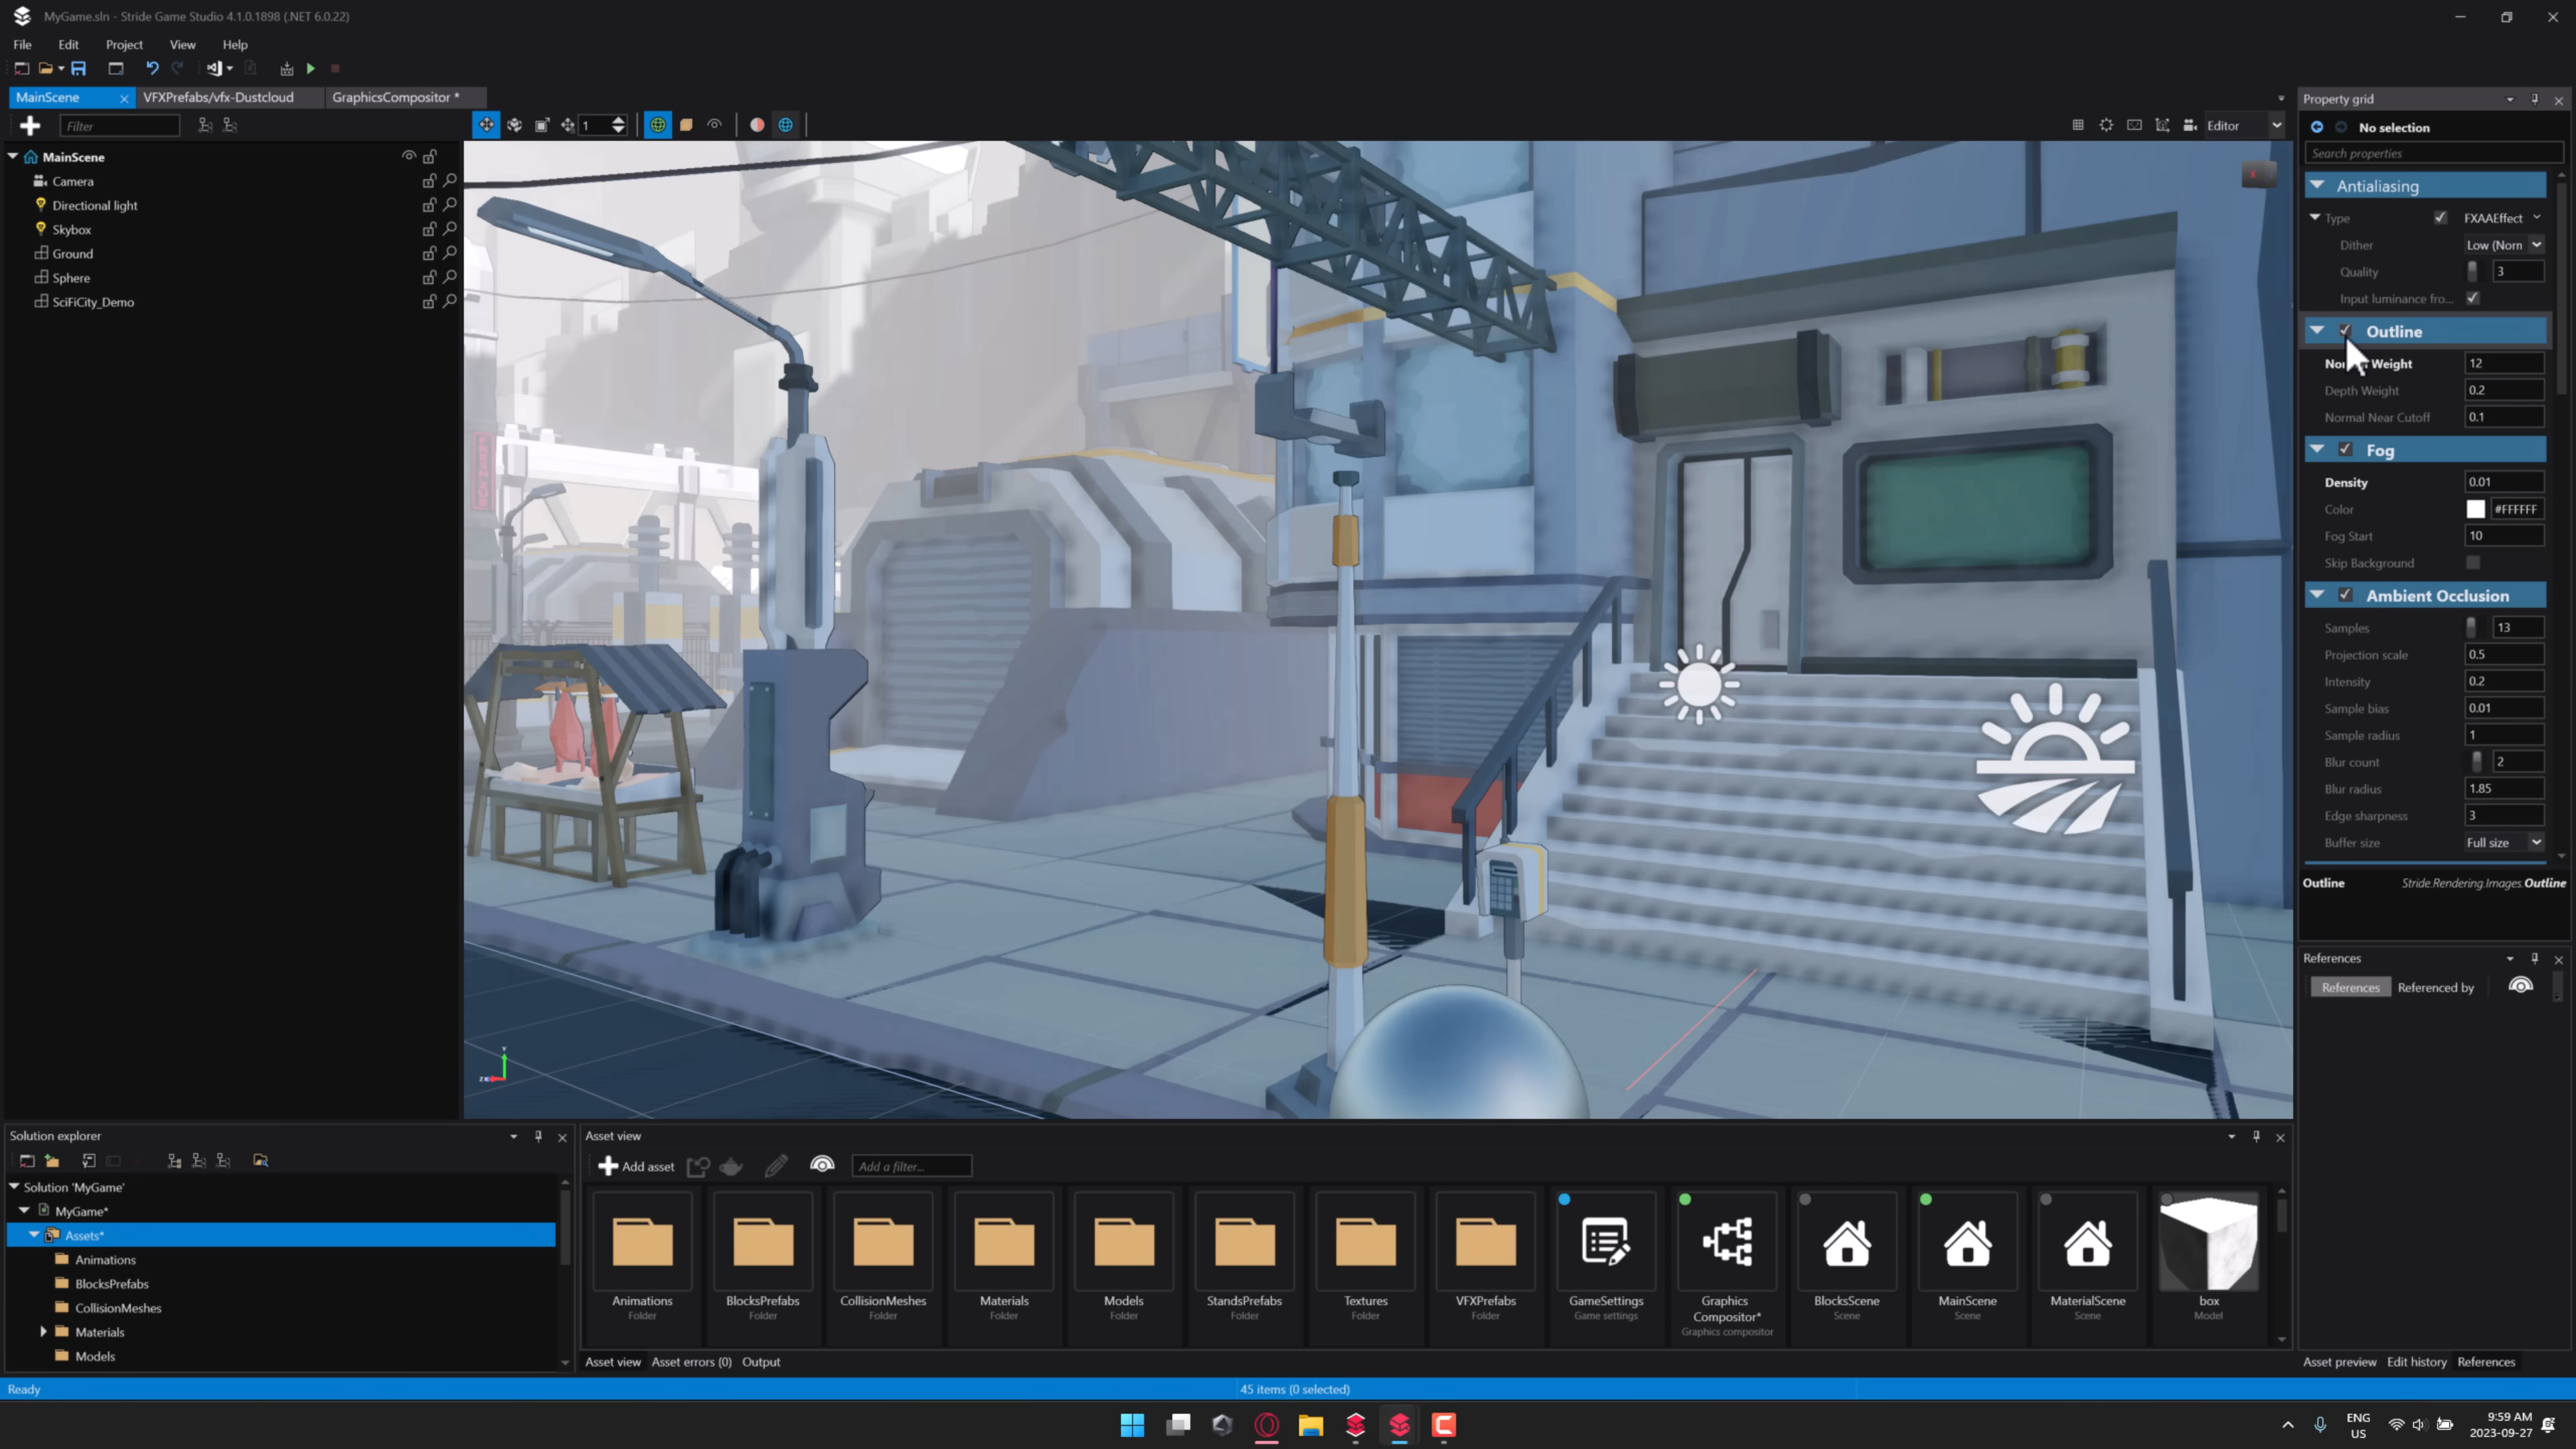 MyGame.sln - Stride Game Studio 4.1.0.1898 (.NET 6.0.22)
File Edit Project View Help
MainScene VFXPrefabs/vfx-Dustcloud GraphicsCompositor *
Filter
1
Editor
MainScene
Camera
Directional light
Skybox
Ground
Sphere
SciFiCity_Demo
Property grid
No selection
Search properties
Antialiasing
Type FXAAEffect
Dither Low (Norn
Quality 3
Input luminance fro...
Outline
Weight 12
Depth Weight 0.2
Normal Near Cutoff 0.1
Fog
Density 0.01
Color #FFFFFF
Fog Start 10
Skip Background
Ambient Occlusion
Samples 13
Projection scale 0.5
Intensity 0.2
Sample bias 0.01
Sample radius 1
Blur count 2
Blur radius 1.85
Edge sharpness 3
Buffer size Full size
Outline Stride.Rendering.Images.Outline
References
References Referenced by
Solution explorer
Solution 'MyGame'
MyGame*
Assets*
Animations
BlocksPrefabs
CollisionMeshes
Materials
Models
Asset view
Add asset Add a filter...
Animations
Folder
BlocksPrefabs
Folder
CollisionMeshes
Folder
Materials
Folder
Models
Folder
StandsPrefabs
Folder
Textures
Folder
VFXPrefabs
Folder
GameSettings
Game settings
Graphics
Compositor*
Graphics compositor
BlocksScene
Scene
MainScene
Scene
MaterialScene
Scene
box
Model
Asset view Asset errors (0) Output
Asset preview Edit history References
Ready
45 items (0 selected)
ENG
US
9:59 AM
2023-09-27